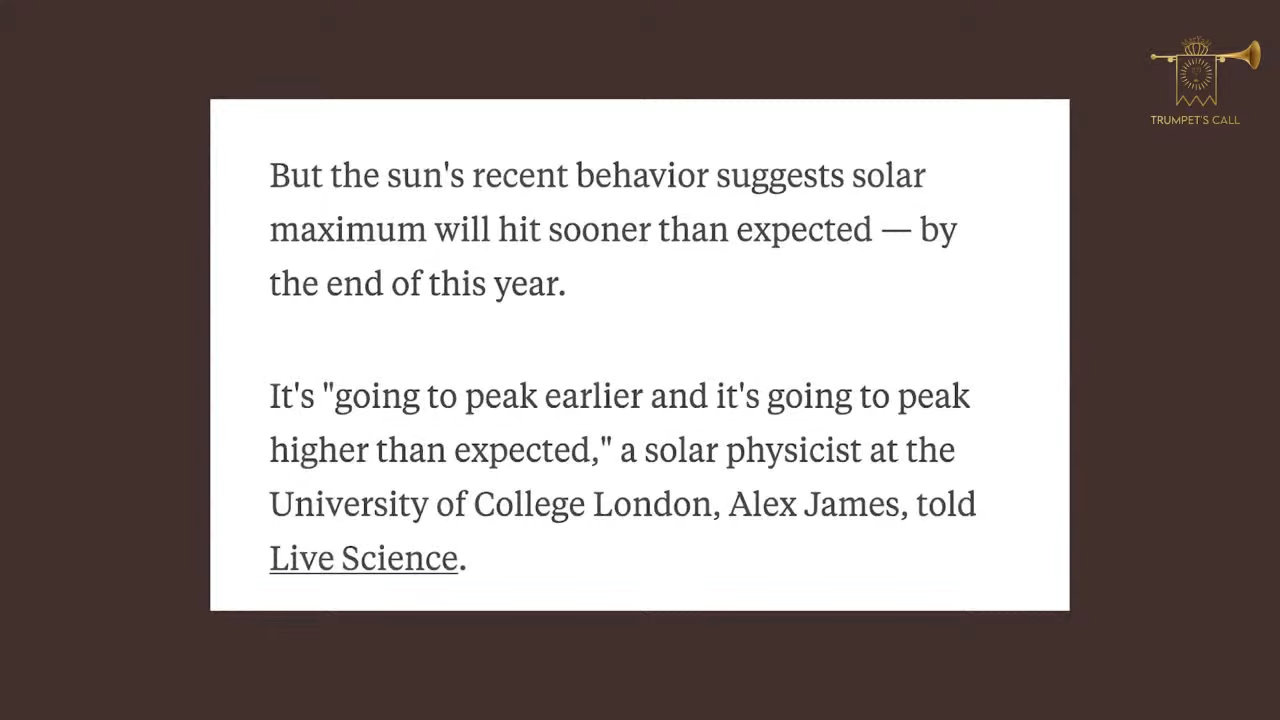 TRUMPET'S CALL
But the sun's recent behavior suggests solar
maximum will hit sooner than expected — by
the end of this year.
It's "going to peak earlier and it's going to peak
higher than expected," a solar physicist at the
University of College London, Alex James, told
Live Science.